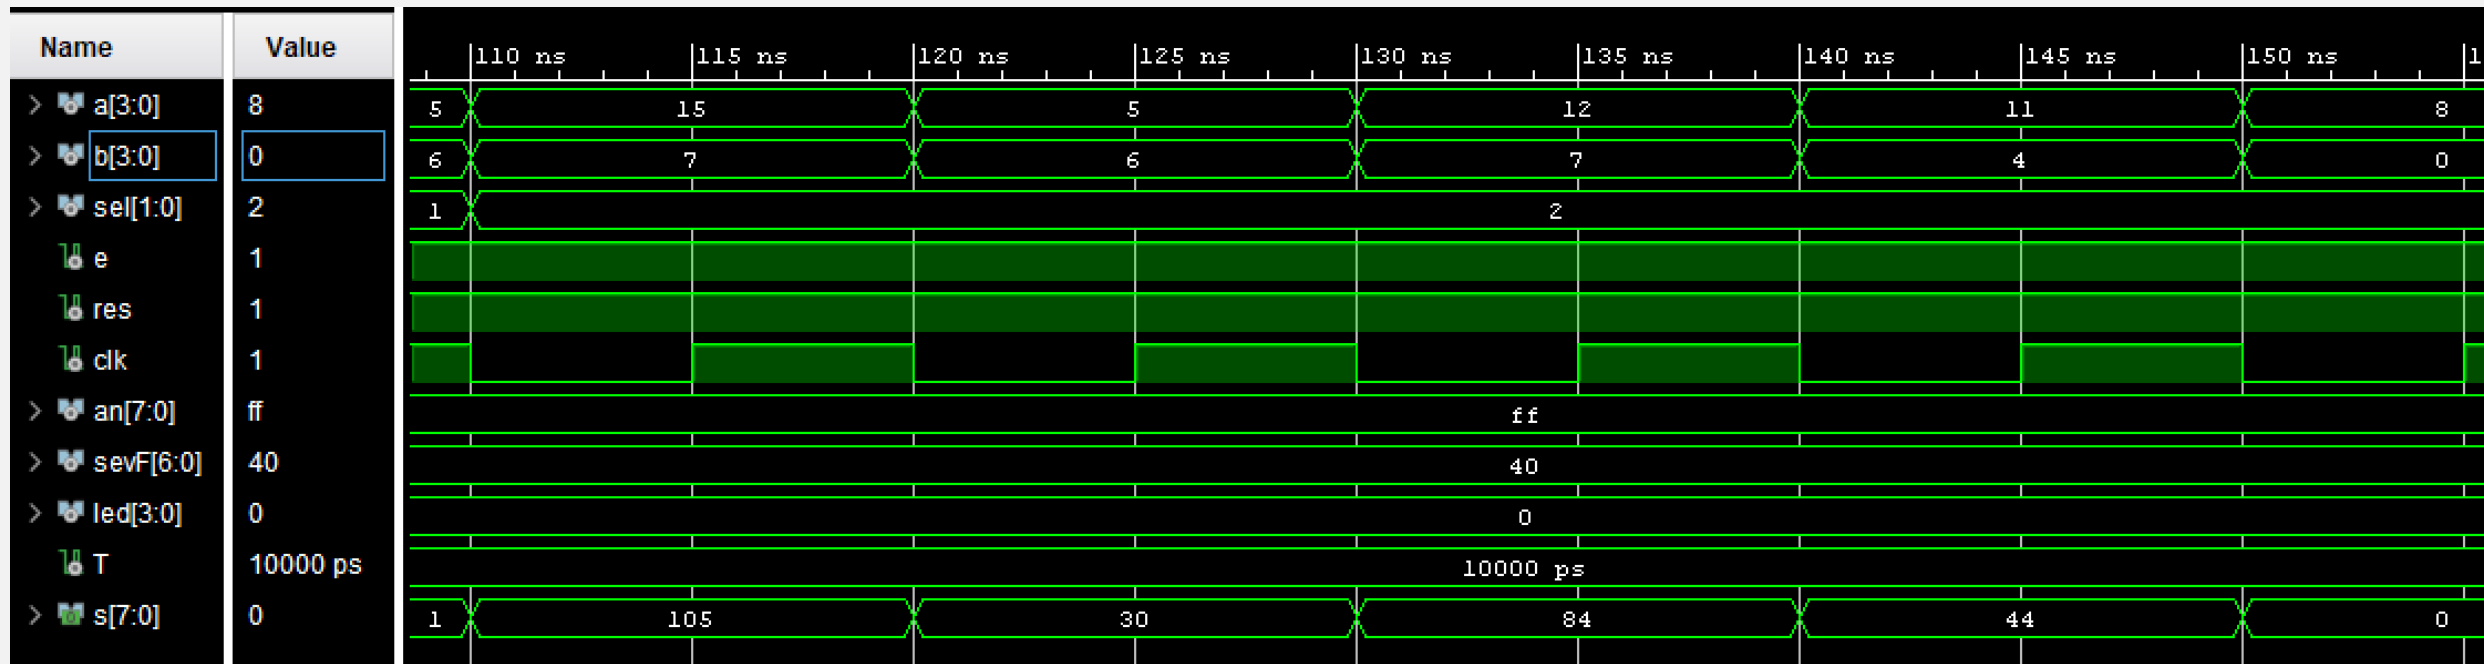 Name Value 110 ns 115 ns 120 ns 125 ns 130 ns 135 ns 140 ns 145 ns 150 ns 1
a[3:0] 8 5 15 5 12 11 8
b[3:0] 0 6 7 6 7 4 0
sel[1:0] 2 1 2
e 1
res 1
clk 1
an[7:0] ff ff
sevF[6:0] 40 40
led[3:0] 0 0
T 10000 ps 10000 ps
s[7:0] 0 1 105 30 84 44 0